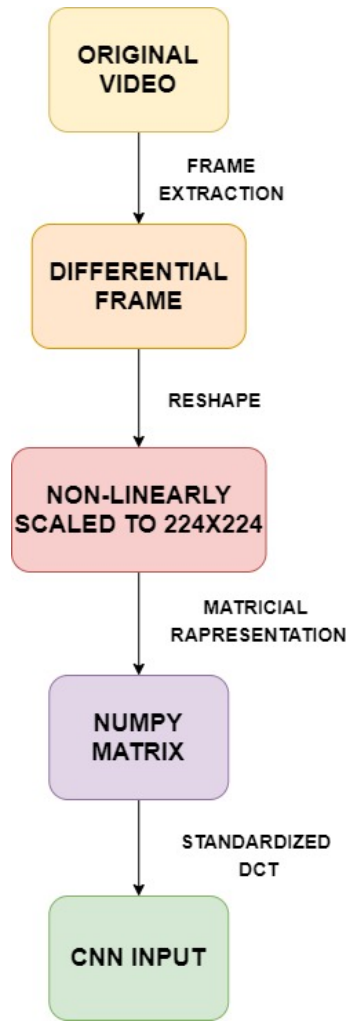 ORIGINAL
VIDEO
FRAME
EXTRACTION
DIFFERENTIAL
FRAME
RESHAPE
NON-LINEARLY
SCALED TO 224X224
MATRICIAL
RAPRESENTATION
NUMPY
MATRIX
STANDARDIZED
DCT
CNN INPUT